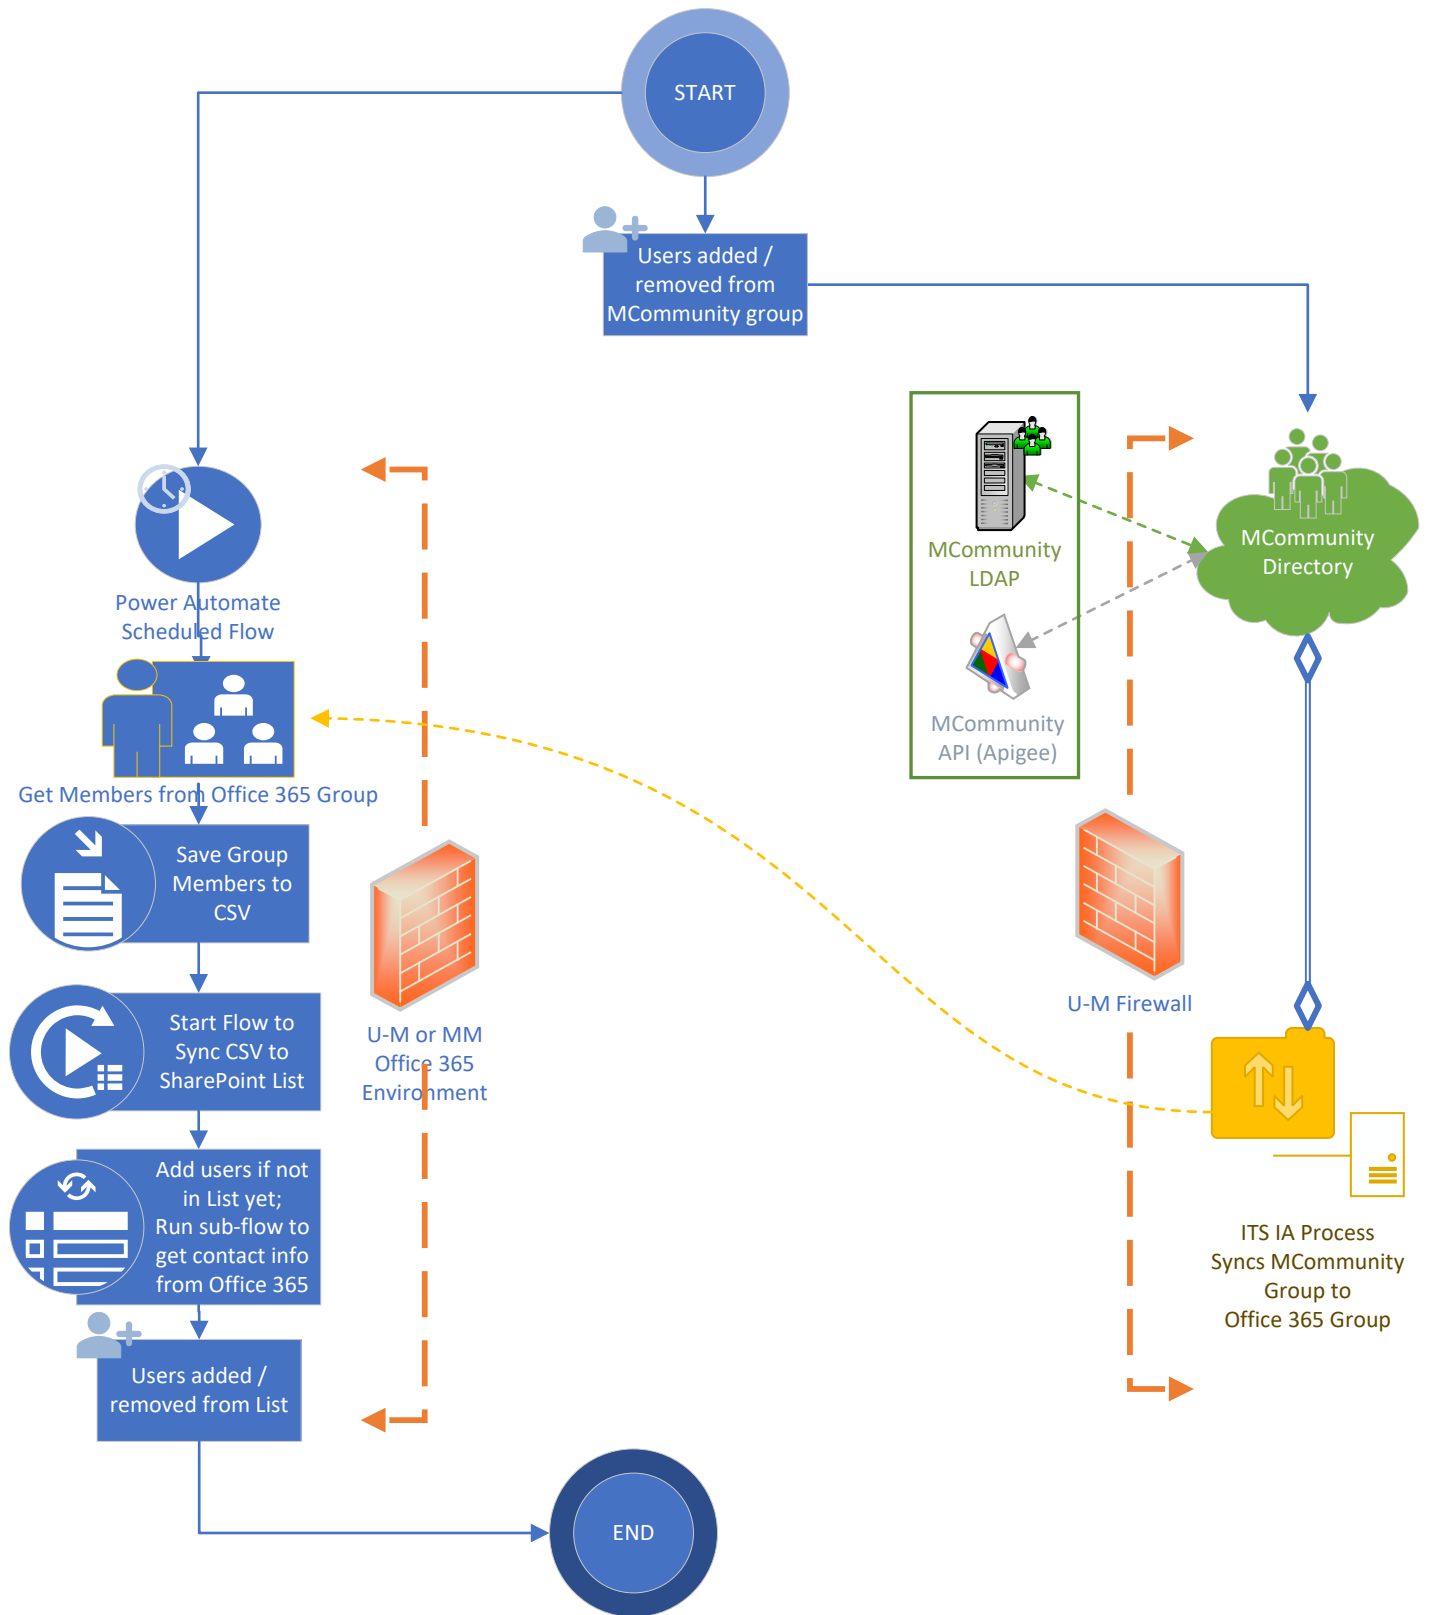 START
Users added /
removed from
MCommunity group
MCommunity
LDAP
MCommunity
API (Apigee)
MCommunity
Directory
Power Automate
Scheduled Flow
Get Members from Office 365 Group
Save Group
Members to
CSV
Start Flow to
Sync CSV to
SharePoint List
U-M or MM
Office 365
Environment
U-M Firewall
Add users if not
in List yet;
Run sub-flow to
get contact info
from Office 365
ITS IA Process
Syncs MCommunity
Group to
Office 365 Group
Users added /
removed from List
END